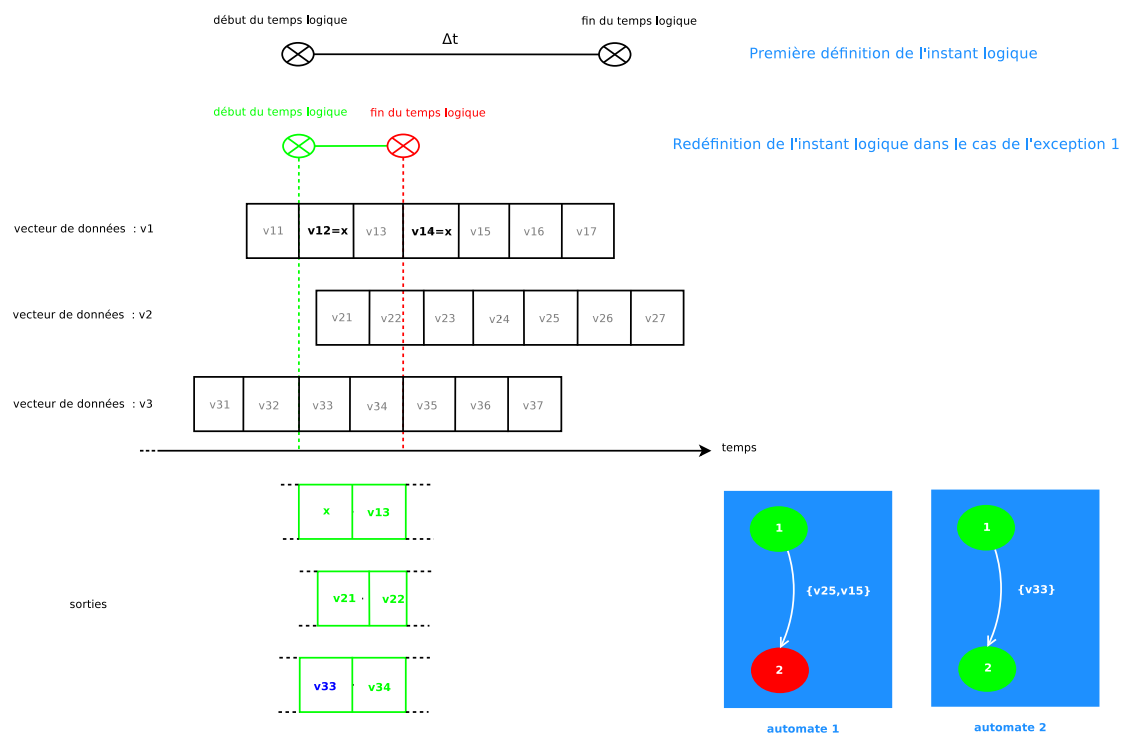 début du temps logique
fin du temps logique
Δt
Première définition de l'instant logique
début du temps logique
fin du temps logique
Redéfinition de l'instant logique dans le cas de l'exception 1
vecteur de données : v1
v11
v12=x
v13
v14=x
v15
v16
v17
vecteur de données : v2
v21
v22
v23
v24
v25
v26
v27
vecteur de données : v3
v31
v32
v33
v34
v35
v36
v37
temps
sorties
x
v13
v21
v22
v33
v34
1
{v25,v15}
2
automate 1
1
{v33}
2
automate 2